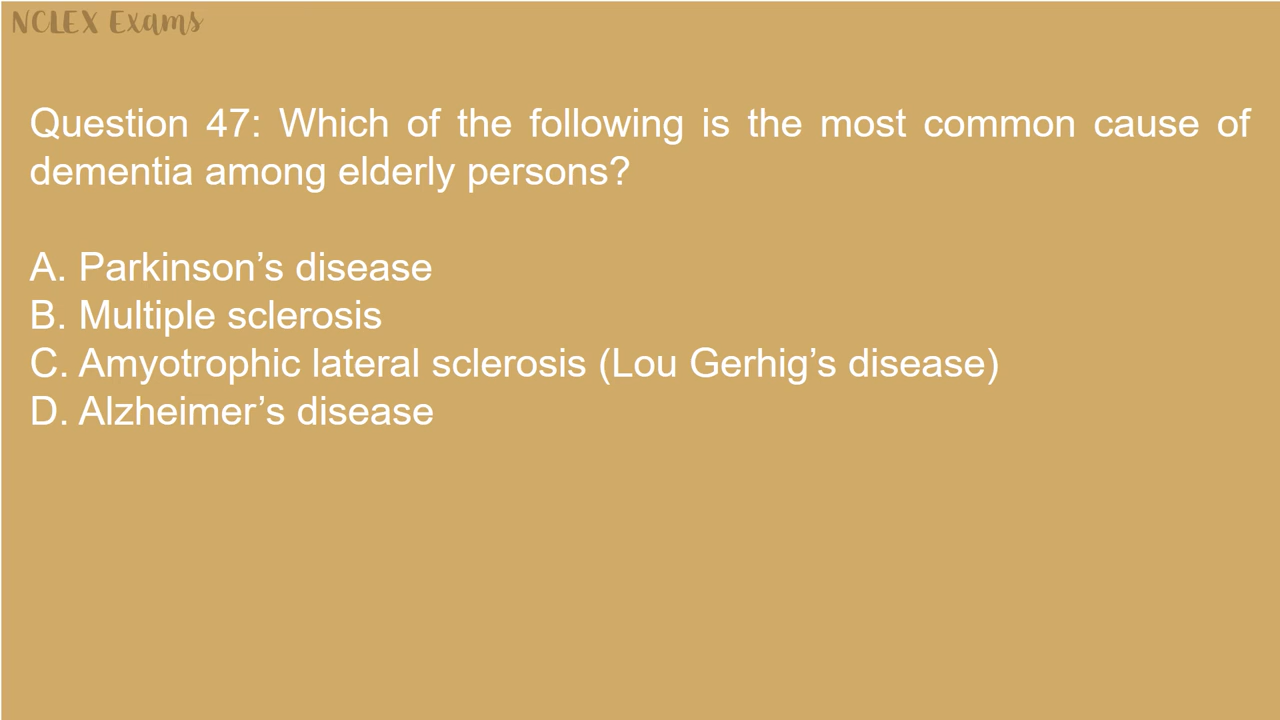 NCLEX Exams
Question 47: Which of the following is the most common cause of
dementia among elderly persons?
A. Parkinson’s disease
B. Multiple sclerosis
C. Amyotrophic lateral sclerosis (Lou Gerhig’s disease)
D. Alzheimer’s disease